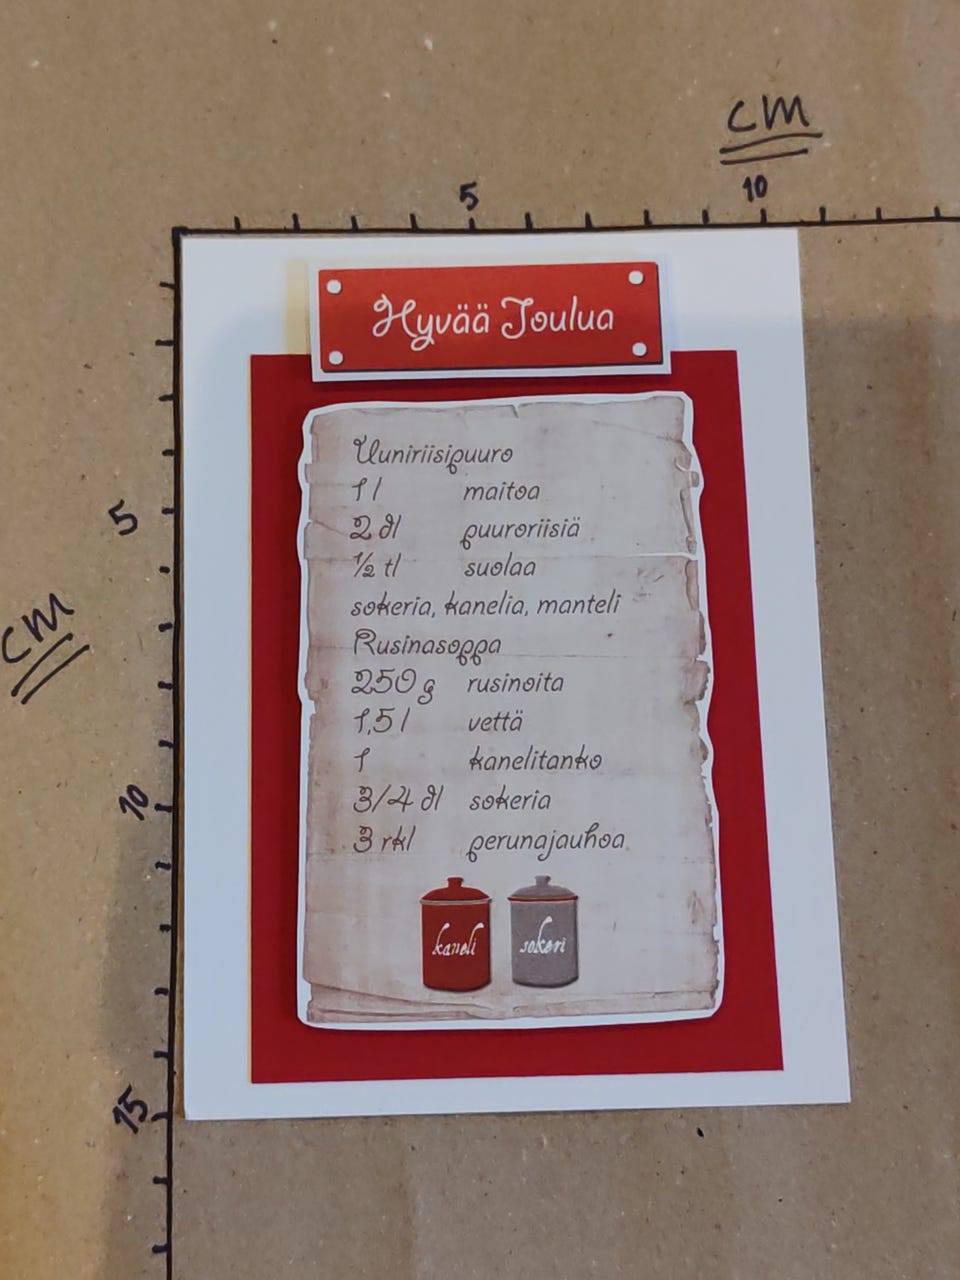 cm
5 10
Hyvää Joulua
Uuniriisipuuro
1 l maitoa
2 dl puuroriisiä
½ tl suolaa
sokeria, kanelia, manteli
Rusinasoppa
250 g rusinoita
1,5 l vettä
1 kanelitanko
3/4 dl sokeria
3 rkl perunajauhoa
kaneli sokeri
5
cm
10
15